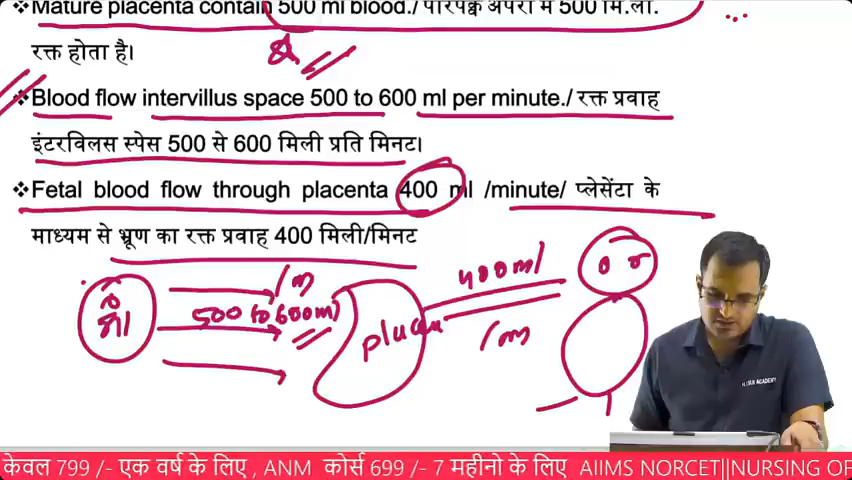 ❖Mature placenta contain 500 ml blood./ परिपक्व अपरा में 500 मि.ली.
रक्त होता है।
❖Blood flow intervillus space 500 to 600 ml per minute./ रक्त प्रवाह
इंटरविलस स्पेस 500 से 600 मिली प्रति मिनट।
❖Fetal blood flow through placenta 400 ml /minute/ प्लेसेंटा के
माध्यम से भ्रूण का रक्त प्रवाह 400 मिली/मिनट
400ml
/m
माँ
500 to 600ml
placen
/m
केवल 799 /- एक वर्ष के लिए , ANM कोर्स 699 /- 7 महीनो के लिए AIIMS NORCET||NURSING OF